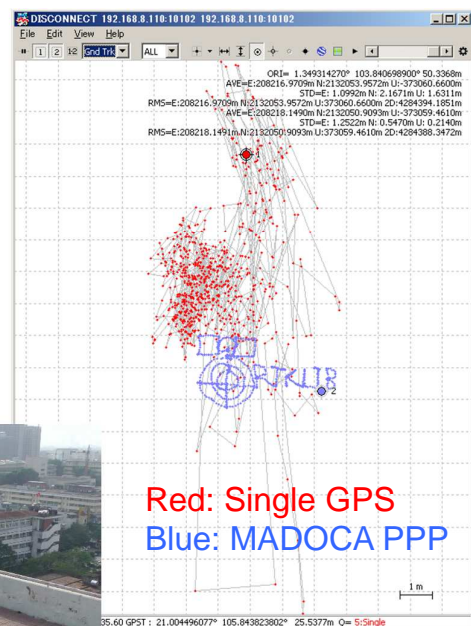 DISCONNECT 192.168.8.110:10102 192.168.8.110:10102
File Edit View Help
1 2 1-2 Gnd Trk ALL
ORI= 1.349314270° 103.840698900° 50.3368m
AVE=E:208216.9709m N:2132053.9572m U:-373060.6600m
STD=E: 1.0992m N: 2.1671m U: 1.6311m
RMS=E:208216.9709m N:2132053.9572m U:373060.6600m 2D:4284394.1851m
AVE=E:208218.1490m N:2132050.9093m U:-373059.4610m
STD=E: 1.2522m N: 0.5470m U: 0.2140m
RMS=E:208218.1491m N:2132050.9093m U:373059.4610m 2D:4284388.3472m
1
RTKLIB
2
Red: Single GPS
Blue: MADOCA PPP
1 m
35.60 GPST : 21.004496077° 105.843823802° 25.5377m Q= 5:Single